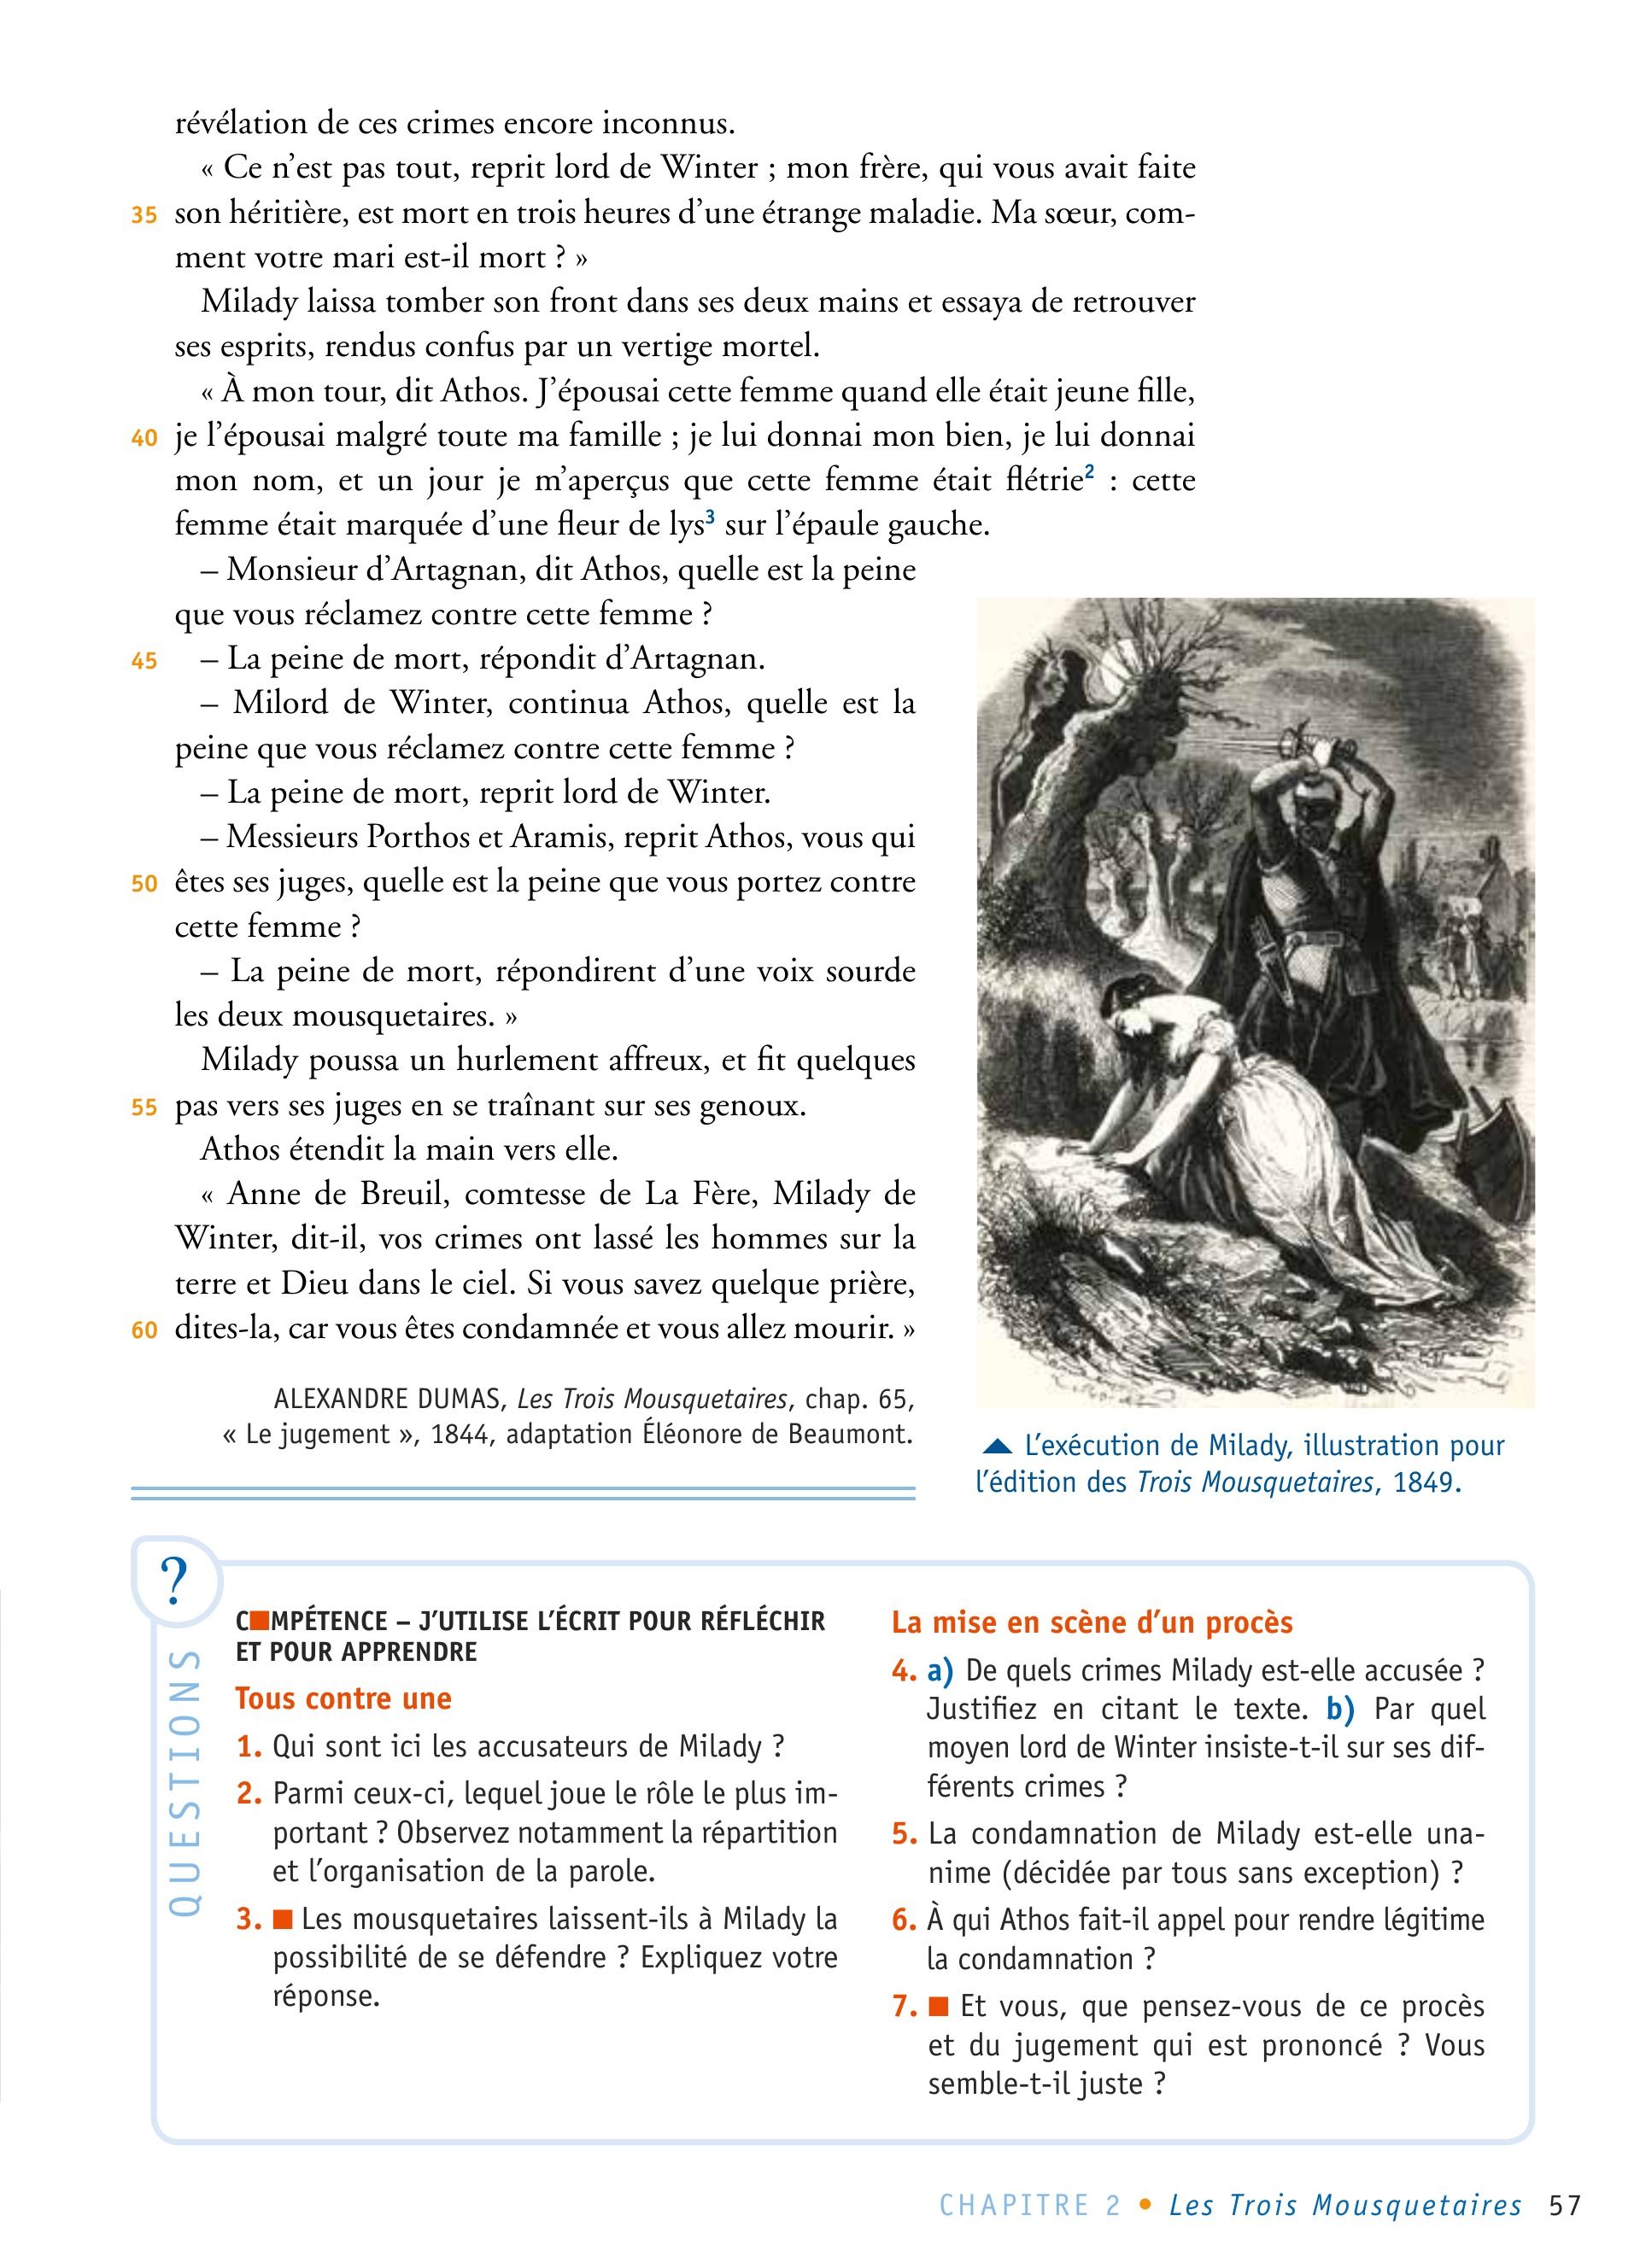 révélation de ces crimes encore inconnus.
« Ce n’est pas tout, reprit lord de Winter ; mon frère, qui vous avait faite
35 son héritière, est mort en trois heures d’une étrange maladie. Ma sœur, com-
ment votre mari est-il mort ? »
Milady laissa tomber son front dans ses deux mains et essaya de retrouver
ses esprits, rendus confus par un vertige mortel.
« À mon tour, dit Athos. J’épousai cette femme quand elle était jeune fille,
40 je l’épousai malgré toute ma famille ; je lui donnai mon bien, je lui donnai
mon nom, et un jour je m’aperçus que cette femme était flétrie2 : cette
femme était marquée d’une fleur de lys3 sur l’épaule gauche.
– Monsieur d’Artagnan, dit Athos, quelle est la peine
que vous réclamez contre cette femme ?
45 – La peine de mort, répondit d’Artagnan.
– Milord de Winter, continua Athos, quelle est la
peine que vous réclamez contre cette femme ?
– La peine de mort, reprit lord de Winter.
– Messieurs Porthos et Aramis, reprit Athos, vous qui
50 êtes ses juges, quelle est la peine que vous portez contre
cette femme ?
– La peine de mort, répondirent d’une voix sourde
les deux mousquetaires. »
Milady poussa un hurlement affreux, et fit quelques
55 pas vers ses juges en se traînant sur ses genoux.
Athos étendit la main vers elle.
« Anne de Breuil, comtesse de La Fère, Milady de
Winter, dit-il, vos crimes ont lassé les hommes sur la
terre et Dieu dans le ciel. Si vous savez quelque prière,
60 dites-la, car vous êtes condamnée et vous allez mourir. »
ALEXANDRE DUMAS, Les Trois Mousquetaires, chap. 65,
« Le jugement », 1844, adaptation Éléonore de Beaumont.
▲ L’exécution de Milady, illustration pour
l’édition des Trois Mousquetaires, 1849.
?
QUESTIONS
C■MPÉTENCE – J’UTILISE L’ÉCRIT POUR RÉFLÉCHIR
ET POUR APPRENDRE
Tous contre une
1. Qui sont ici les accusateurs de Milady ?
2. Parmi ceux-ci, lequel joue le rôle le plus im-
portant ? Observez notamment la répartition
et l’organisation de la parole.
3. ■ Les mousquetaires laissent-ils à Milady la
possibilité de se défendre ? Expliquez votre
réponse.
La mise en scène d’un procès
4. a) De quels crimes Milady est-elle accusée ?
Justifiez en citant le texte. b) Par quel
moyen lord de Winter insiste-t-il sur ses dif-
férents crimes ?
5. La condamnation de Milady est-elle una-
nime (décidée par tous sans exception) ?
6. À qui Athos fait-il appel pour rendre légitime
la condamnation ?
7. ■ Et vous, que pensez-vous de ce procès
et du jugement qui est prononcé ? Vous
semble-t-il juste ?
CHAPITRE 2 • Les Trois Mousquetaires 57